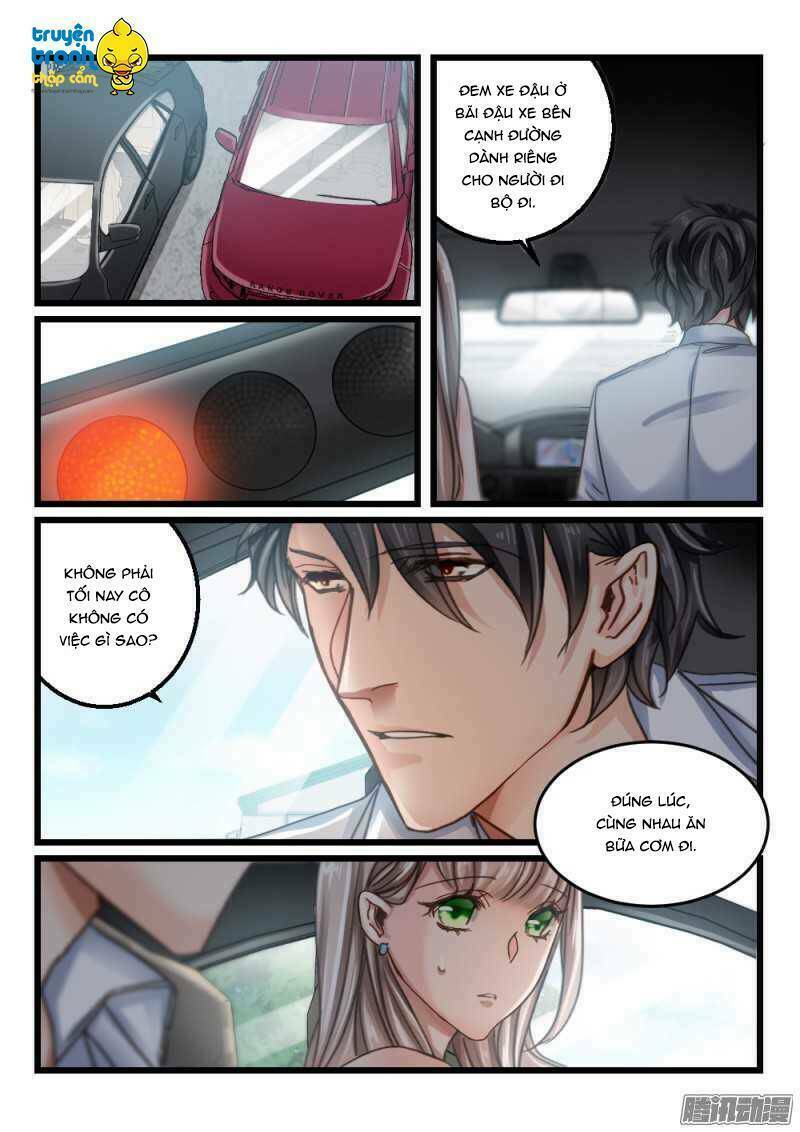 truyện
tranh
thập cẩm
ĐEM XE ĐẬU Ở
BÃI ĐẬU XE BÊN
CẠNH ĐƯỜNG
DÀNH RIÊNG
CHO NGƯỜI ĐI
BỘ ĐI.
KHÔNG PHẢI
TỐI NAY CÔ
KHÔNG CÓ
VIỆC GÌ SAO?
ĐÚNG LÚC,
CÙNG NHAU ĂN
BỮA CƠM ĐI.
腾讯动漫